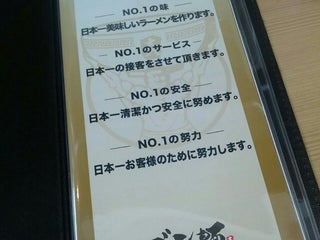 NO.1の味
日本一美味しいラーメンを作ります。
NO.1のサービス
日本一の接客をさせて頂きます。
NO.1の安全
日本一清潔かつ安全に努めます。
NO.1の努力
日本一お客様のために努力します。